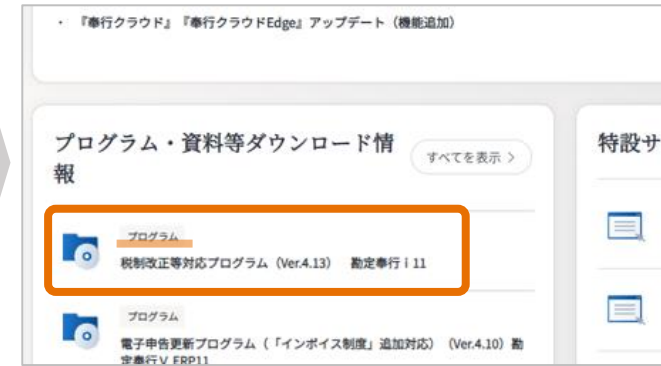 ・ 『奉行クラウド』『奉行クラウドEdge』アップデート（機能追加）
プログラム・資料等ダウンロード情
報
すべてを表示 >
特設サ
プログラム
税制改正等対応プログラム（Ver.4.13） 勘定奉行ｉ11
プログラム
電子申告更新プログラム（「インボイス制度」追加対応）（Ver.4.10）勘
定奉行Ｖ ERP11